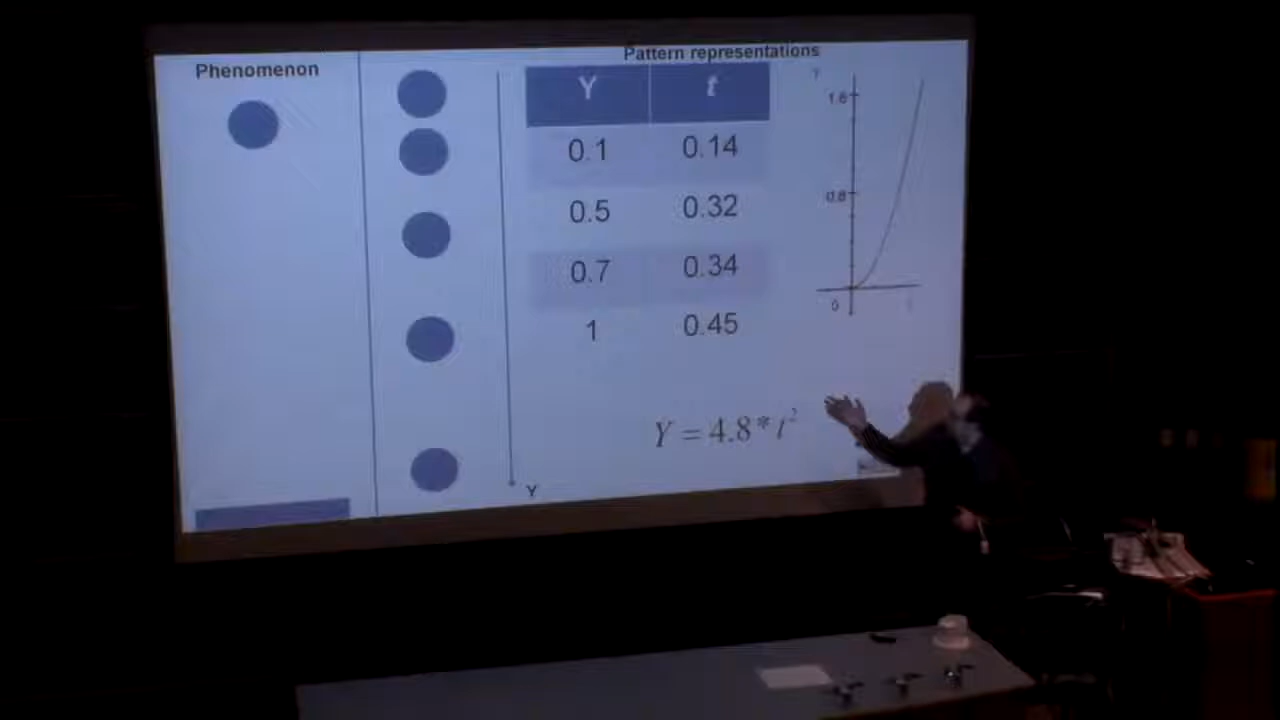 Phenomenon
Pattern representations
Y t
0.1 0.14
0.5 0.32
0.7 0.34
1 0.45
Y = 4.8 * t²
Y
1.6
0.8
0